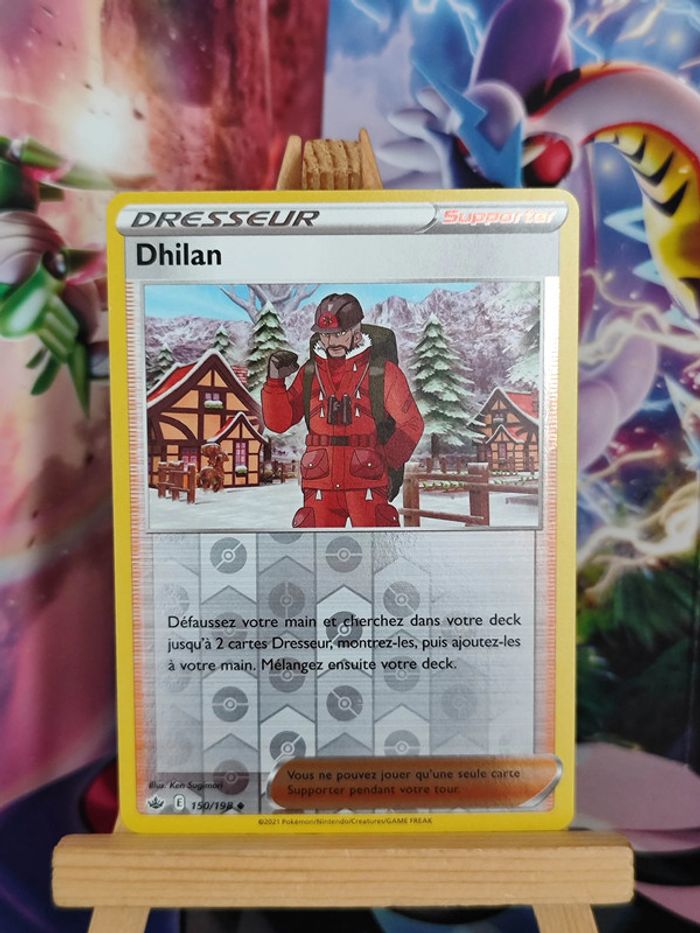 DRESSEUR Supporter
Dhilan
Défaussez votre main et cherchez dans votre deck
jusqu'à 2 cartes Dresseur, montrez-les, puis ajoutez-les
à votre main. Mélangez ensuite votre deck.
Vous ne pouvez jouer qu'une seule carte
Supporter pendant votre tour.
Illus. Ken Sugimori
E 150/198
©2021 Pokémon/Nintendo/Creatures/GAME FREAK